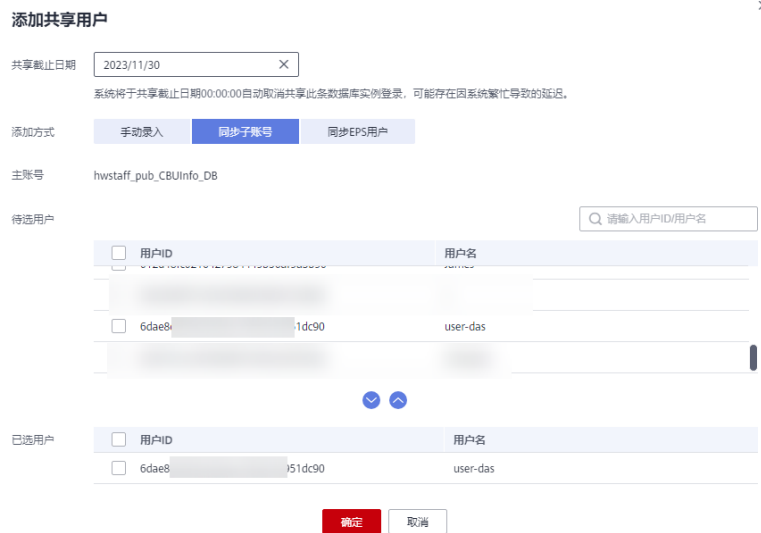 添加共享用户
共享截止日期 2023/11/30
系统将于共享截止日期00:00:00自动取消共享此条数据库实例登录，可能存在因系统繁忙导致的延迟。
添加方式 手动录入 同步子账号 同步EPS用户
主账号 hwstaff_pub_CBUInfo_DB
待选用户 请输入用户ID/用户名
用户ID 用户名
6dae8 1dc90 user-das
已选用户 用户ID 用户名
6dae8 951dc90 user-das
确定 取消